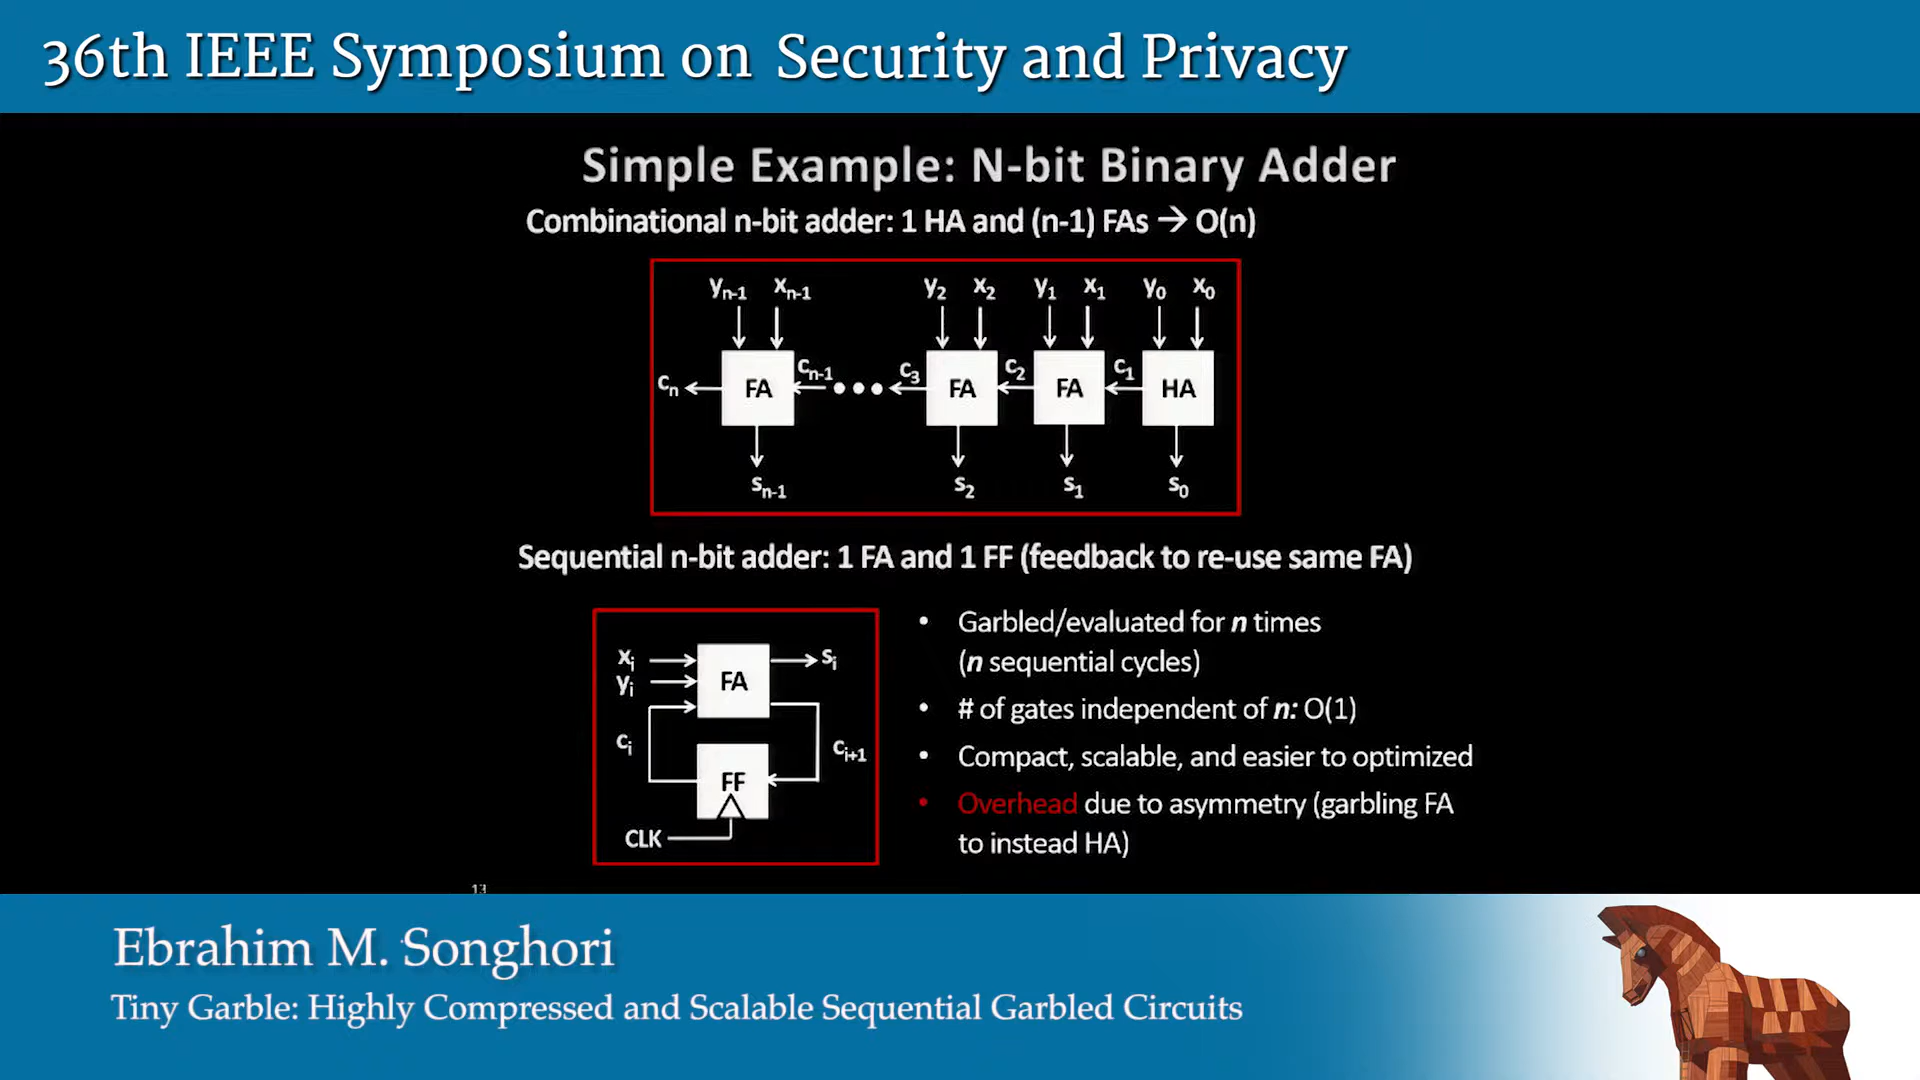 36th IEEE Symposium on Security and Privacy
Simple Example: N-bit Binary Adder
Combinational n-bit adder: 1 HA and (n-1) FAs → O(n)
yn-1 xn-1 y2 x2 y1 x1 y0 x0
cn FA cn-1 ••• c3 FA c2 FA c1 HA
sn-1 s2 s1 s0
Sequential n-bit adder: 1 FA and 1 FF (feedback to re-use same FA)
xi
yi
FA
si
ci
FF
ci+1
CLK
• Garbled/evaluated for n times
(n sequential cycles)
• # of gates independent of n: O(1)
• Compact, scalable, and easier to optimized
• Overhead due to asymmetry (garbling FA
to instead HA)
13
Ebrahim M. Songhori
Tiny Garble: Highly Compressed and Scalable Sequential Garbled Circuits